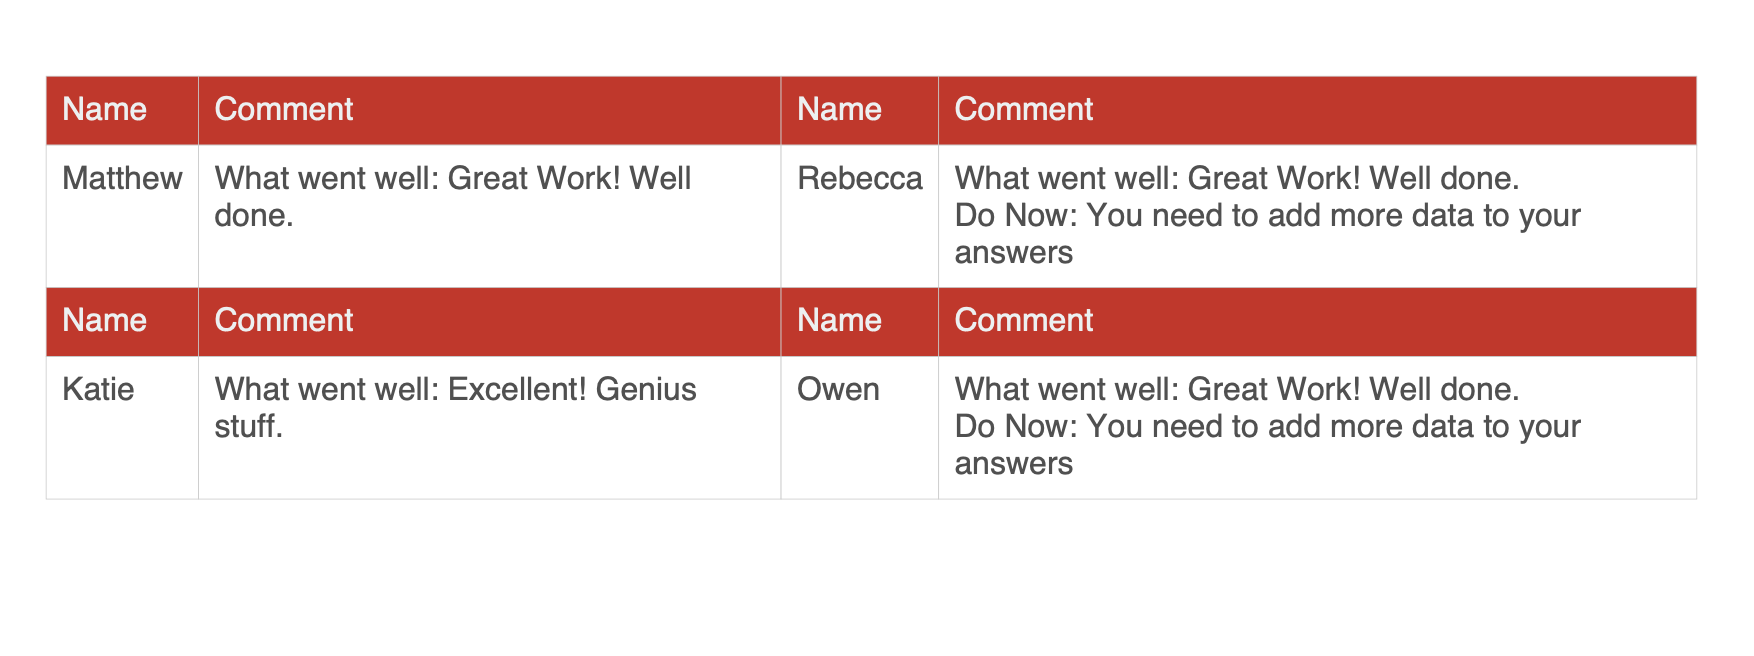 Name Comment Name Comment
Matthew What went well: Great Work! Well Rebecca What went well: Great Work! Well done.
done. Do Now: You need to add more data to your
answers
Name Comment Name Comment
Katie What went well: Excellent! Genius Owen What went well: Great Work! Well done.
stuff. Do Now: You need to add more data to your
answers